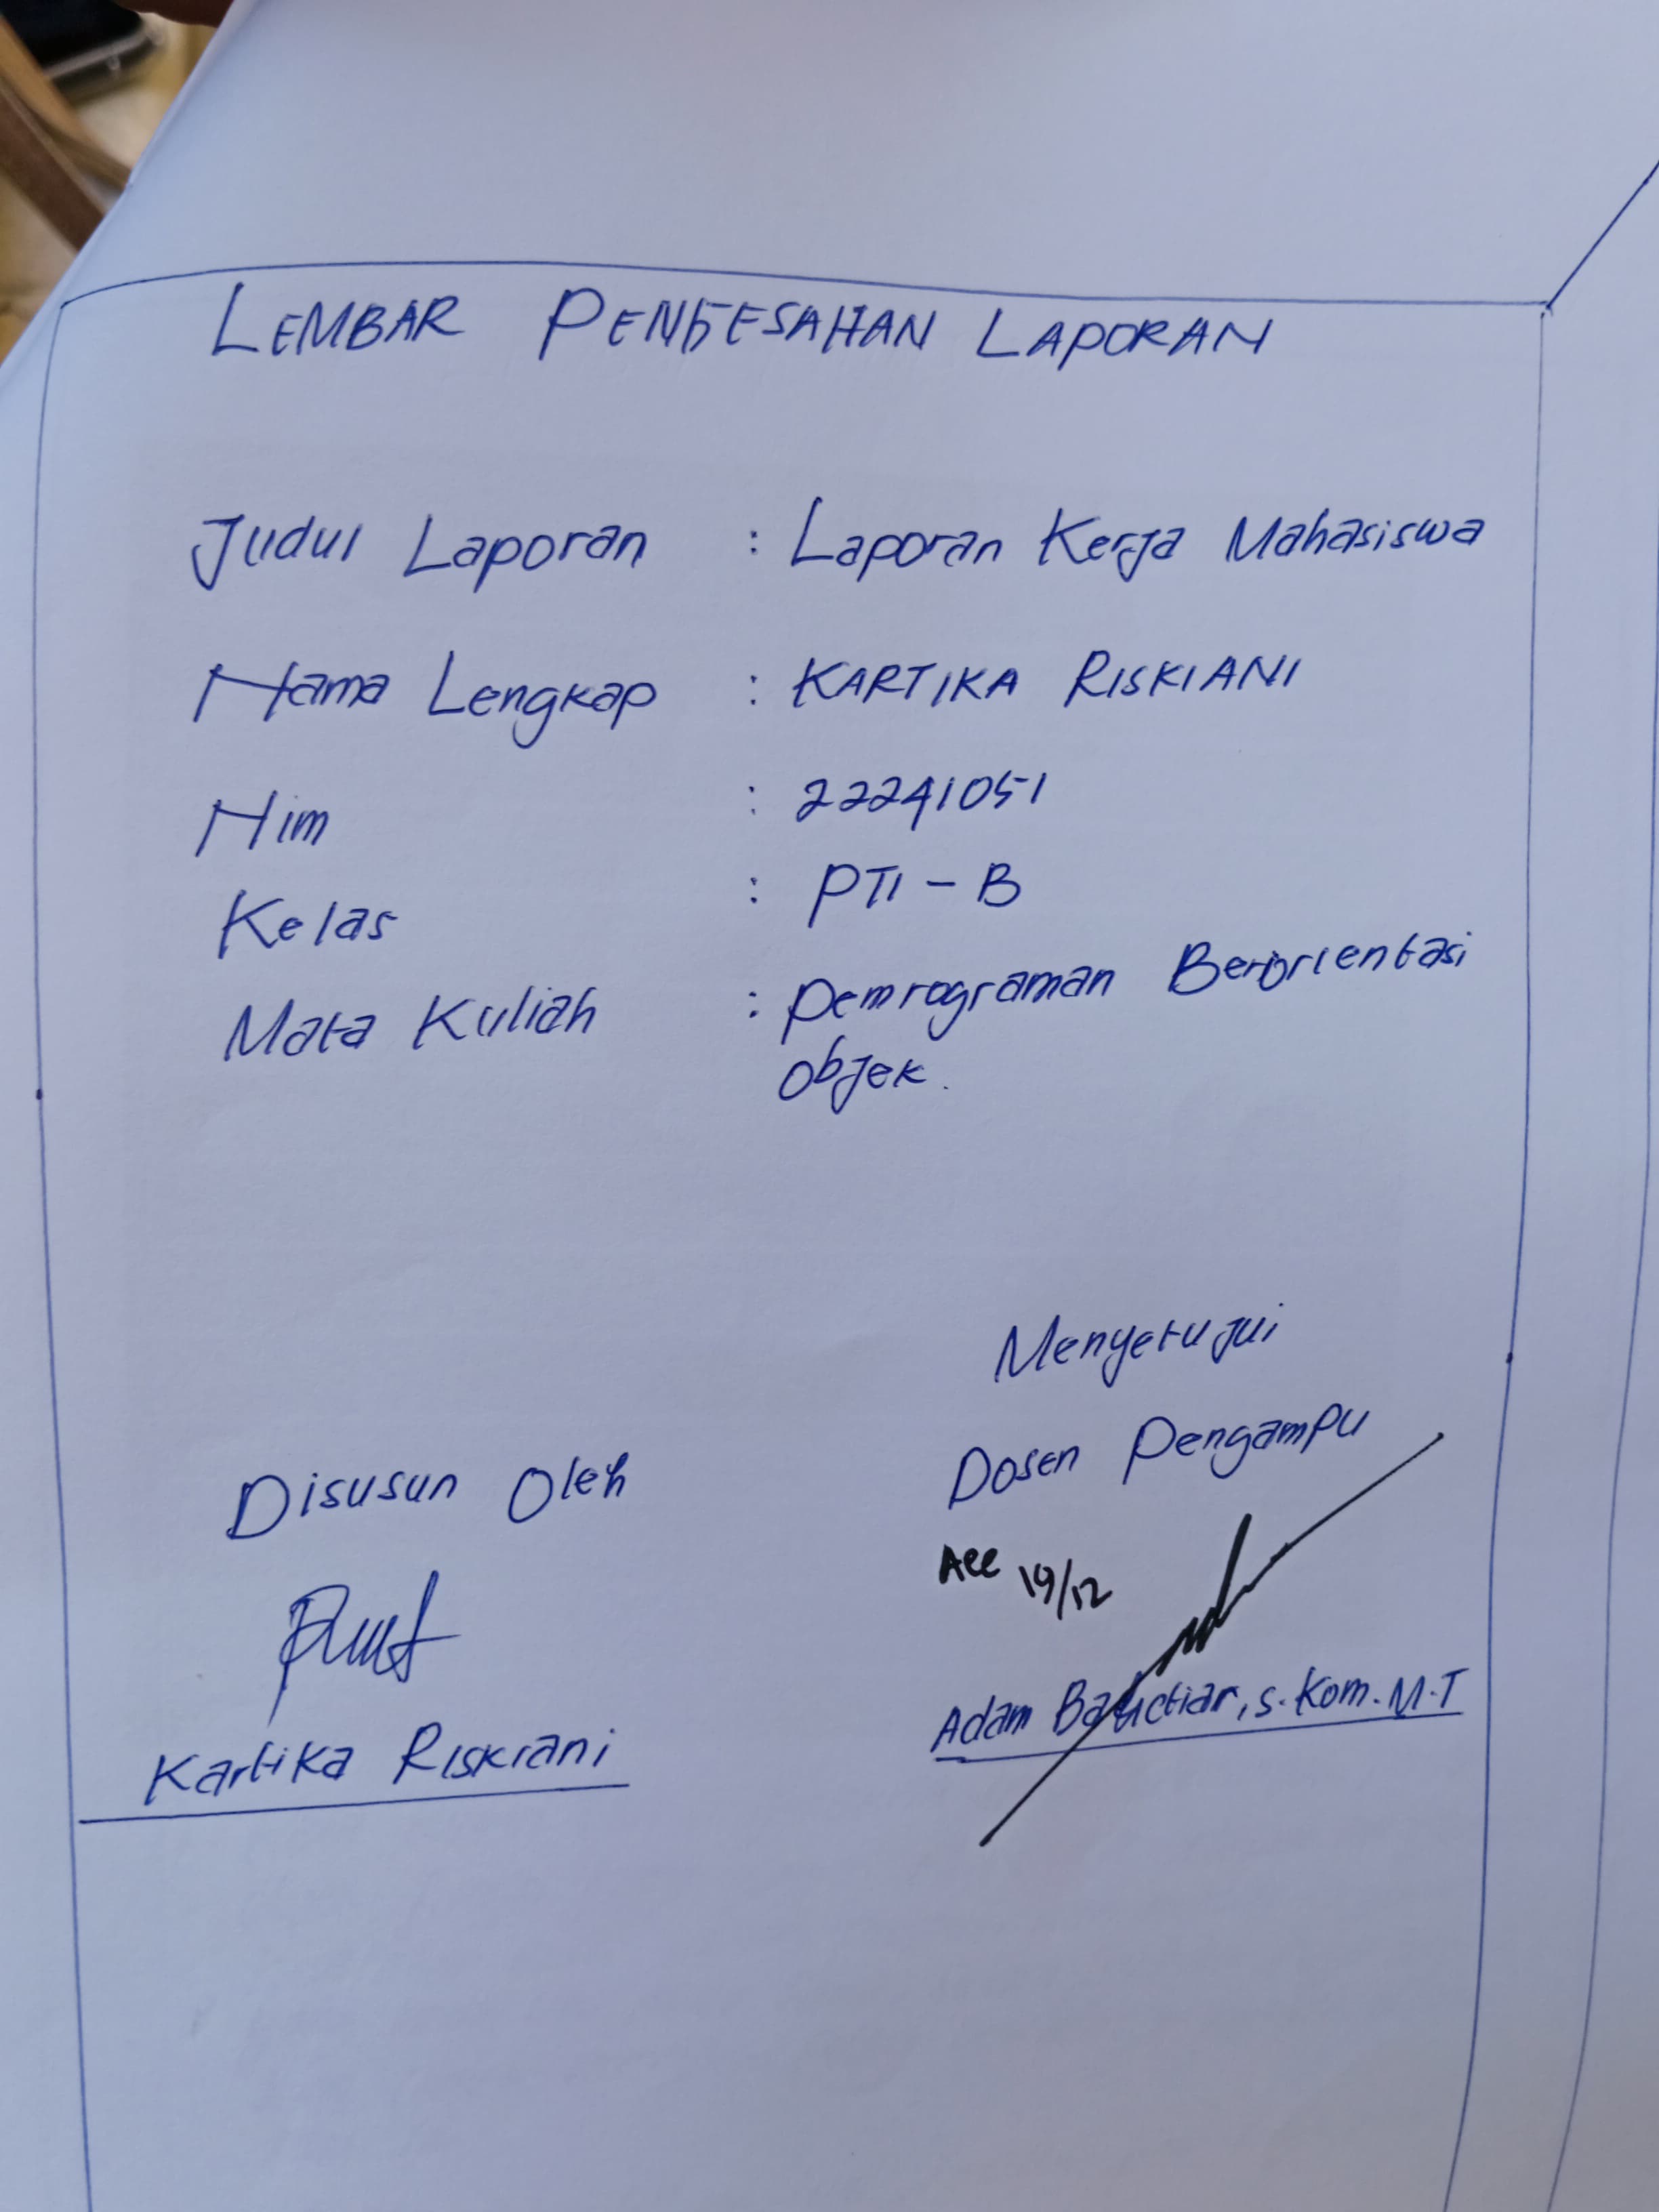 LEMBAR PENGESAHAN LAPORAN
Judul Laporan : Laporan Kerja Mahasiswa
Nama Lengkap : KARTIKA RISKIANI
Nim : 22241051
Kelas : PTI - B
Mata Kuliah : Pemrograman Berorientasi
Objek.
Menyetujui
Dosen Pengampu
Disusun Oleh
Acc 19/12
Adam Bachtiar, S.Kom. M.T
Kartika Riskiani